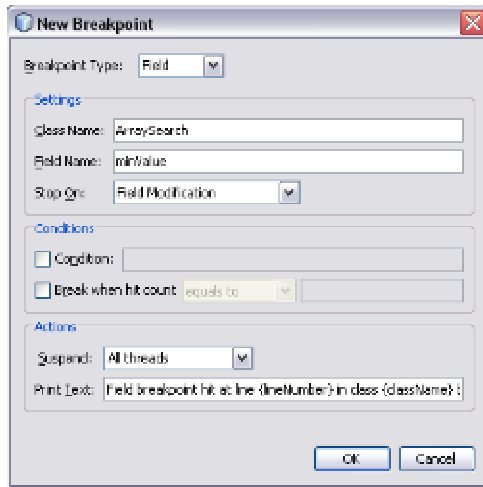 New Breakpoint
Breakpoint Type: Field
Settings
Class Name: ArraySearch
Field Name: minValue
Stop On: Field Modification
Conditions
Condition:
Break when hit count equals to
Actions
Suspend: All threads
Print Text: Field breakpoint hit at line {lineNumber} in class {className} b
OK Cancel